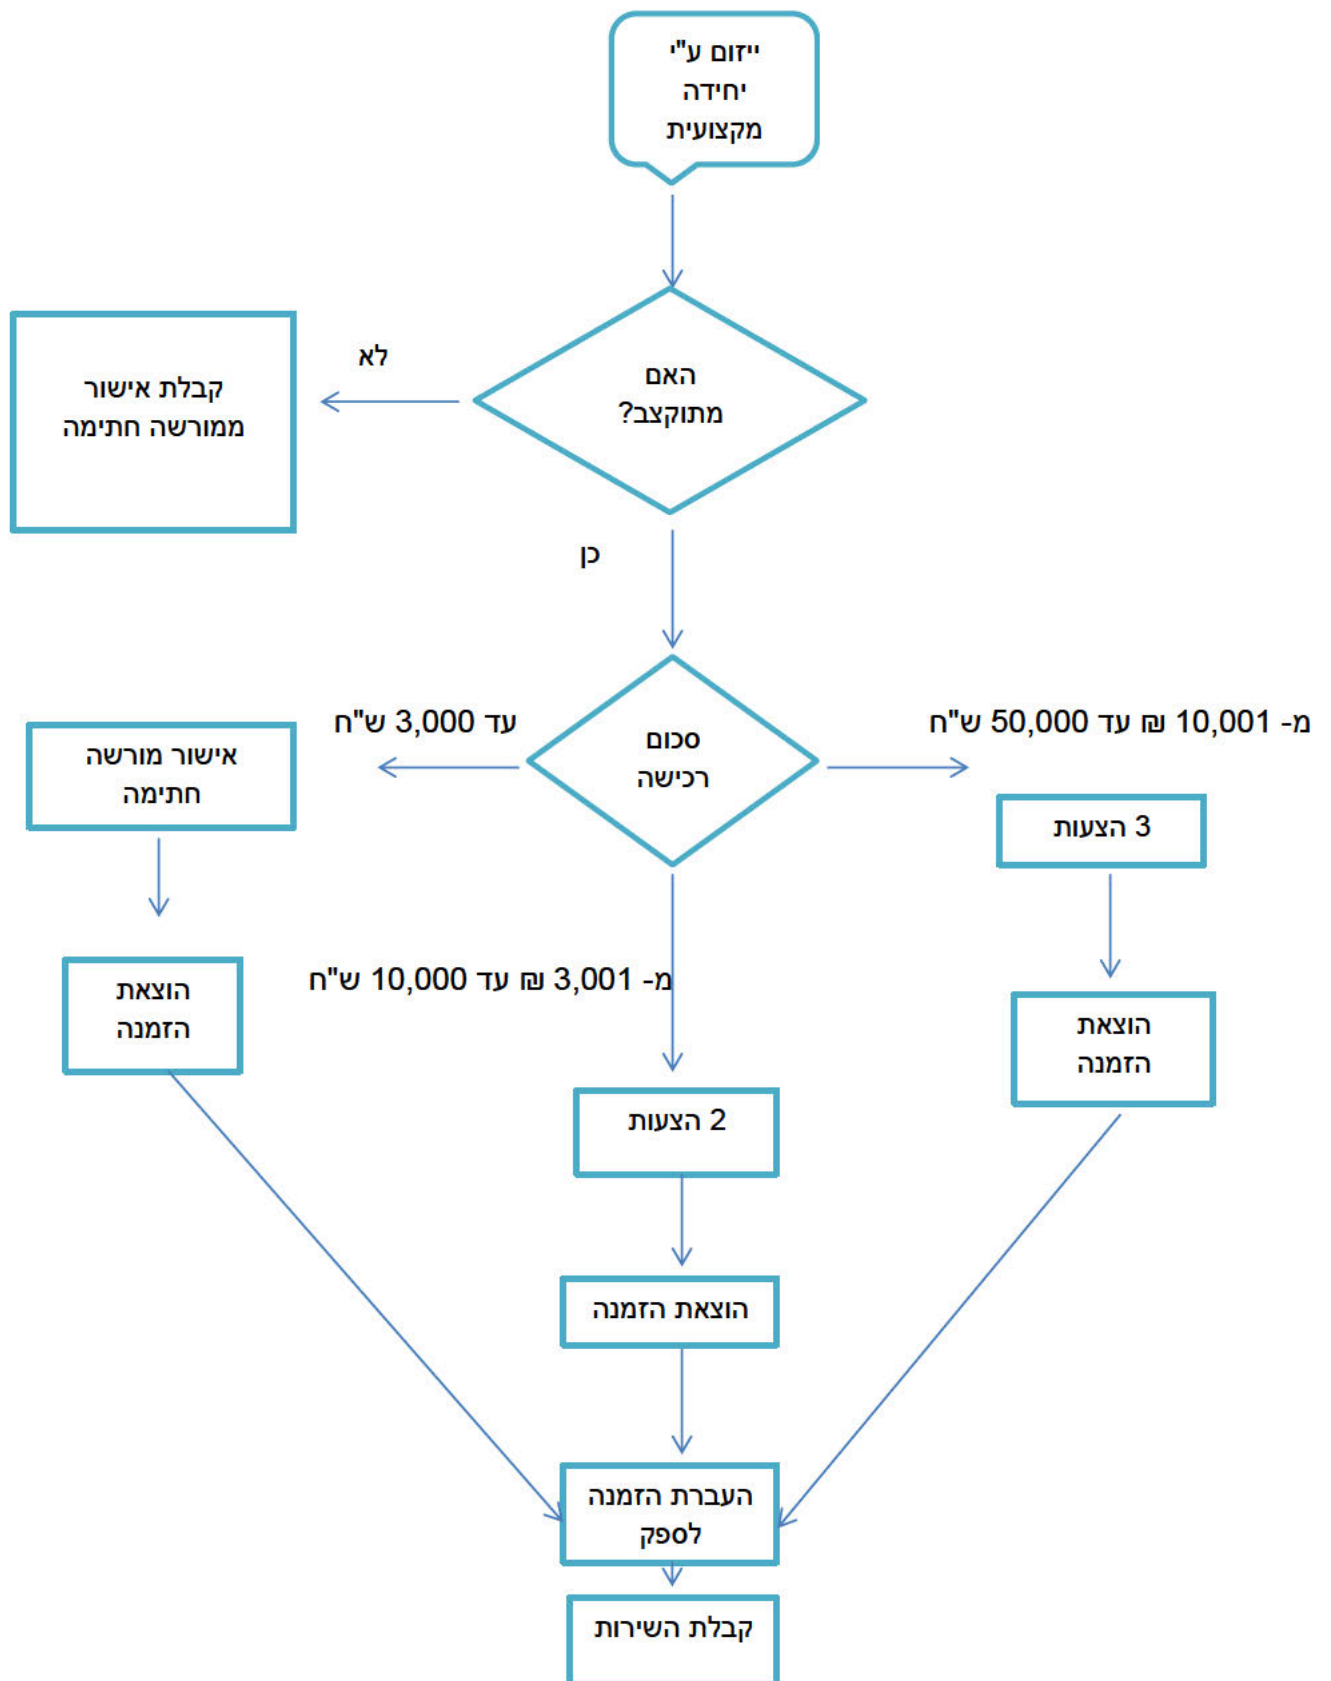 ייזום ע"י
יחידה
מקצועית
האם
מתוקצב?
לא
קבלת אישור
ממורשה חתימה
כן
סכום
רכישה
מ- 10,001 ₪ עד 50,000 ש"ח
עד 3,000 ש"ח
אישור מורשה
חתימה
3 הצעות
מ- 3,001 ₪ עד 10,000 ש"ח
הוצאת
הזמנה
הוצאת
הזמנה
2 הצעות
הוצאת הזמנה
העברת הזמנה
לספק
קבלת השירות